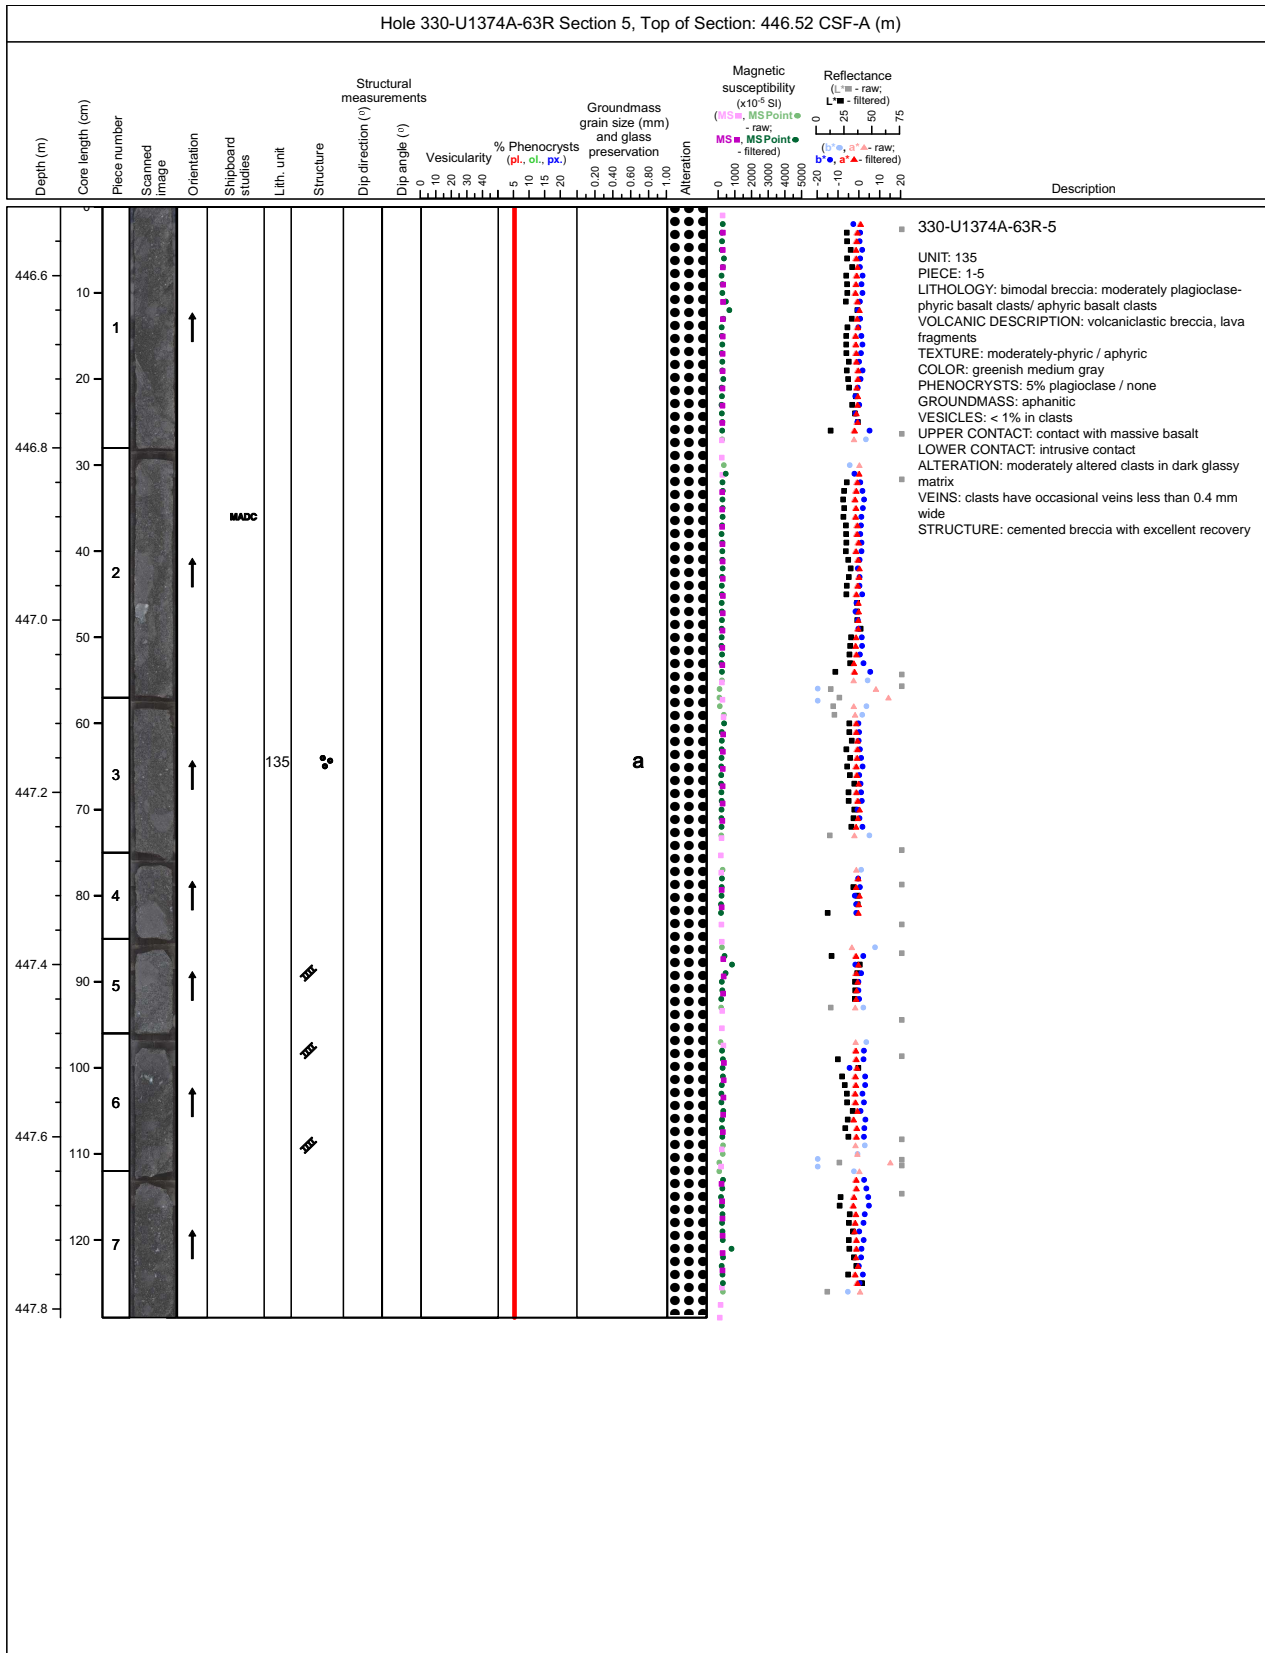 Hole 330-U1374A-63R Section 5, Top of Section: 446.52 CSF-A (m)
Depth (m)
Core length (cm)
Piece number
Scanned
image
Orientation
Shipboard
studies
Lith. unit
Structure
Structural
measurements
Dip direction (º)
Dip angle (º)
Vesicularity
0 10 20 30 40
% Phenocrysts
(pl., ol., px.)
5 10 15 20
Groundmass
grain size (mm)
and glass
preservation
0.20 0.40 0.60 0.80 1.00
Alteration
Magnetic
susceptibility
(x10-5 SI)
(MS■, MSPoint●
- raw;
MS■, MSPoint●
- filtered)
0 1000 2000 3000 4000 5000
Reflectance
(L*■ - raw;
L*■ - filtered)
0 25 50 75
(b*●, a*▲- raw;
b*●, a*▲- filtered)
-20 -10 0 10 20
Description
0
446.6
10
1
20
446.8
30
MADC
40
2
447.0
50
60
135
a
3
447.2
70
80
4
447.4
90
5
100
6
447.6
110
120
7
447.8
330-U1374A-63R-5
UNIT: 135
PIECE: 1-5
LITHOLOGY: bimodal breccia: moderately plagioclase-
phyric basalt clasts/ aphyric basalt clasts
VOLCANIC DESCRIPTION: volcaniclastic breccia, lava
fragments
TEXTURE: moderately-phyric / aphyric
COLOR: greenish medium gray
PHENOCRYSTS: 5% plagioclase / none
GROUNDMASS: aphanitic
VESICLES: < 1% in clasts
UPPER CONTACT: contact with massive basalt
LOWER CONTACT: intrusive contact
ALTERATION: moderately altered clasts in dark glassy
matrix
VEINS: clasts have occasional veins less than 0.4 mm
wide
STRUCTURE: cemented breccia with excellent recovery